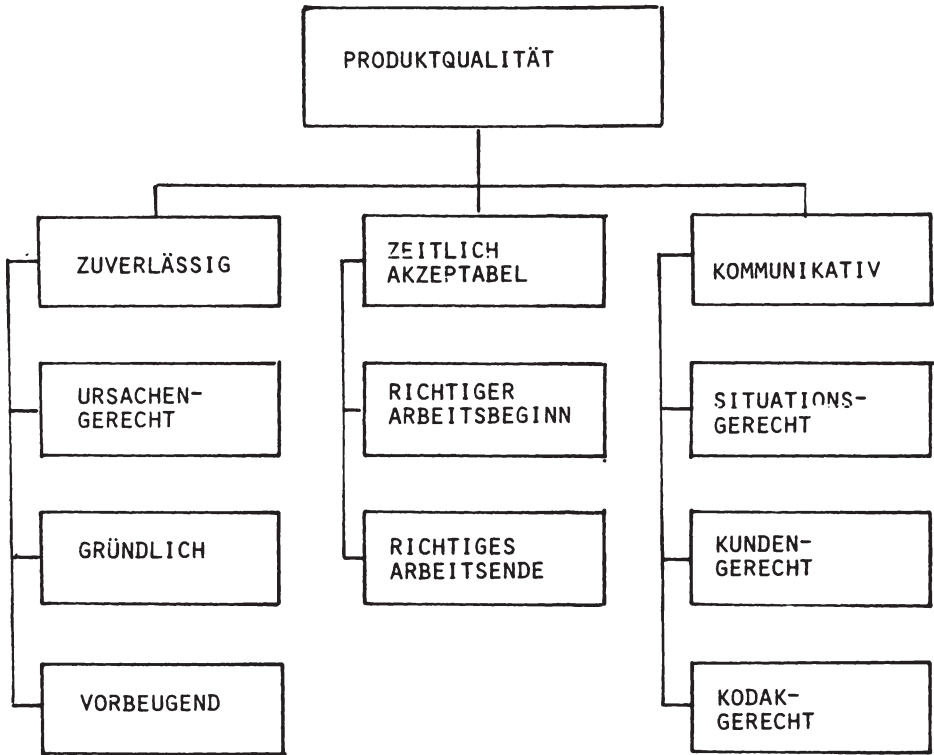 PRODUKTQUALITÄT
ZUVERLÄSSIG
URSACHEN-
GERECHT
GRÜNDLICH
VORBEUGEND
ZEITLICH
AKZEPTABEL
RICHTIGER
ARBEITSBEGINN
RICHTIGES
ARBEITSENDE
KOMMUNIKATIV
SITUATIONS-
GERECHT
KUNDEN-
GERECHT
KODAK-
GERECHT